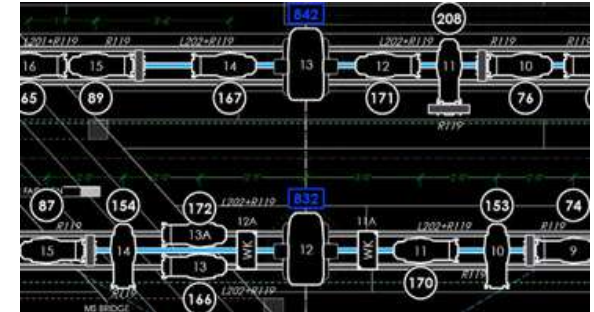 842
208
L201+R119 R119 L202+R119 L202+R119 R119 R119
16 15 14 13 12 11 10
65 89 167 171 76
R119
832
87 154 172 153 74
L202+R119
R119 12A 11A L202+R119 R119
13A
15 14 WK 12 WK 11 10 9
13
R119 166 L202+R119 170 R119
MS BRIDGE